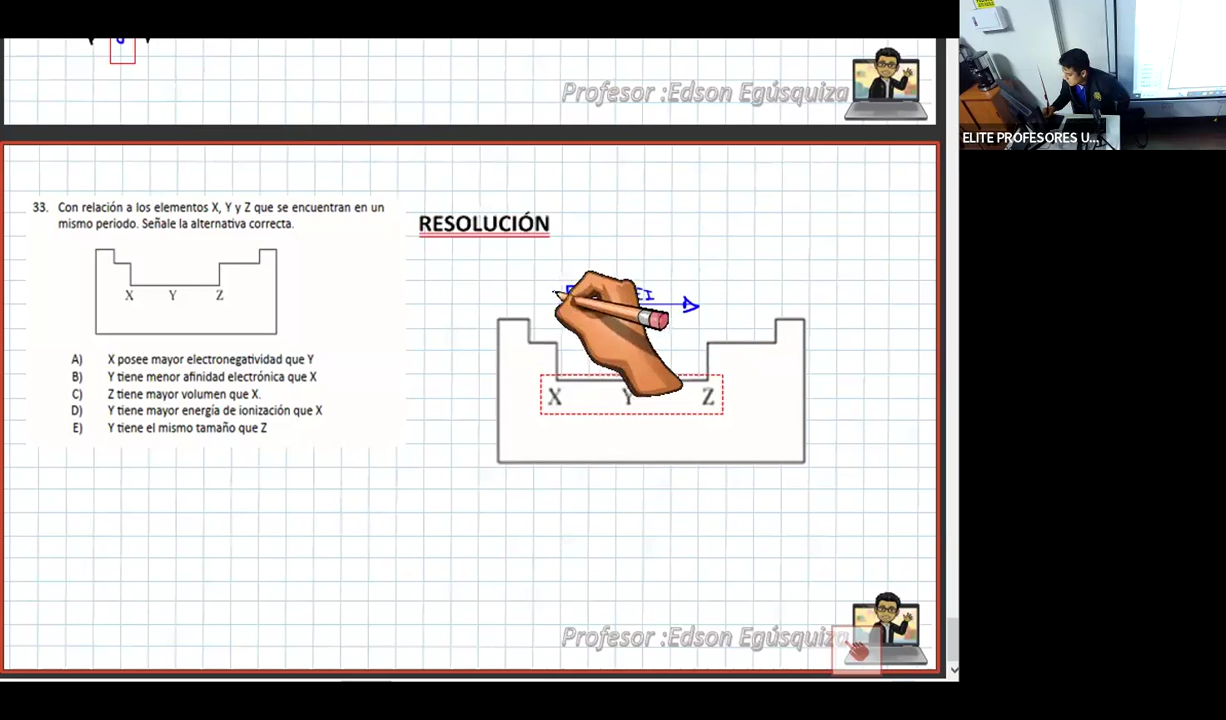 Profesor :Edson Egúsquiza
ELITE PROFESORES U...
33. Con relación a los elementos X, Y y Z que se encuentran en un
mismo periodo. Señale la alternativa correcta.
X Y Z
A) X posee mayor electronegatividad que Y
B) Y tiene menor afinidad electrónica que X
C) Z tiene mayor volumen que X.
D) Y tiene mayor energía de ionización que X
E) Y tiene el mismo tamaño que Z
RESOLUCIÓN
EI
X Y Z
Profesor :Edson Egúsquiza